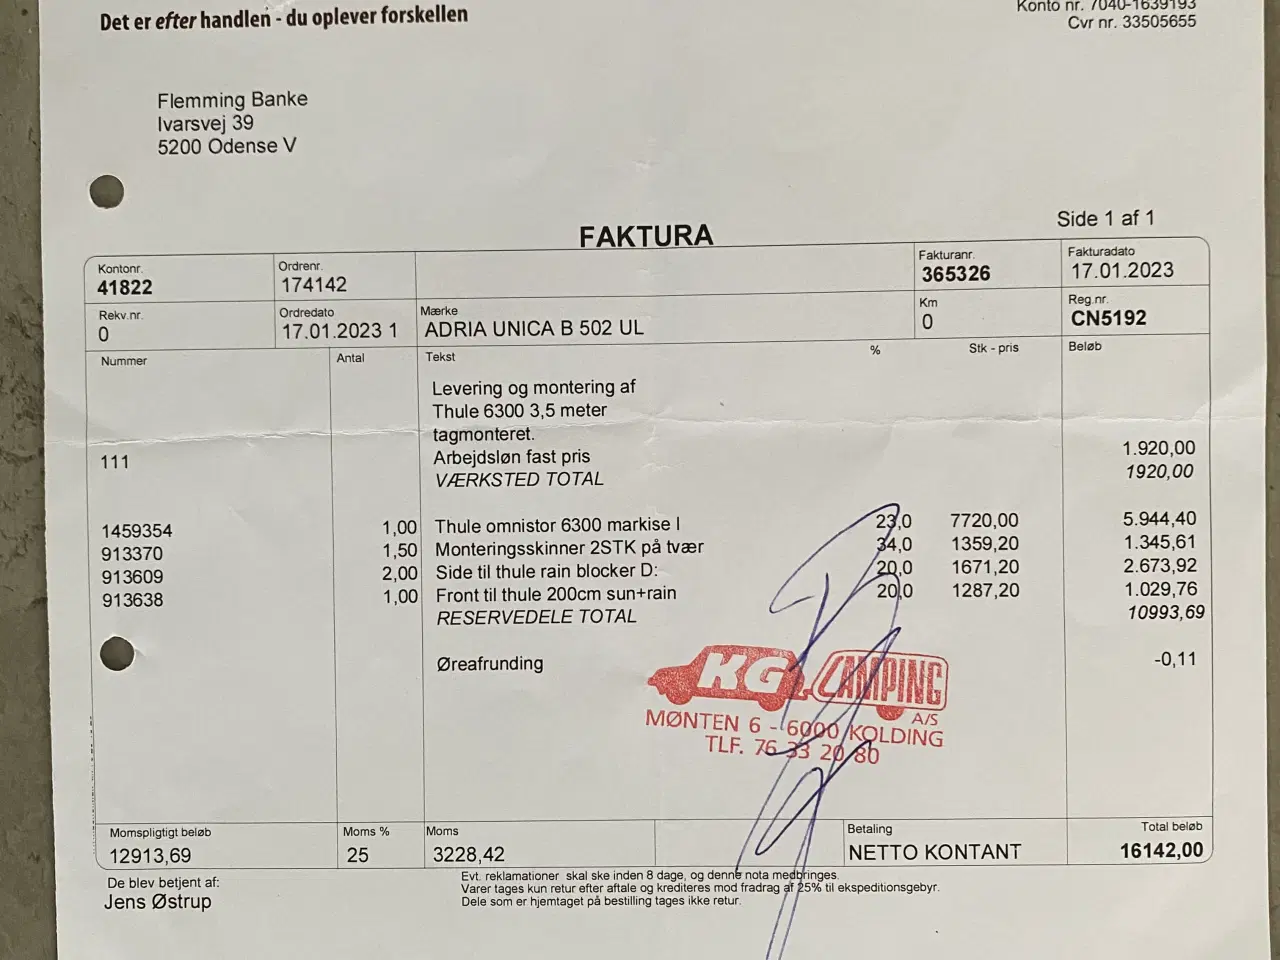 Det er efter handlen - du oplever forskellen
Konto nr. 7040-1639193
Cvr nr. 33505655
Flemming Banke
Ivarsvej 39
5200 Odense V
FAKTURA
Side 1 af 1
Kontonr. Ordrenr. Fakturanr. Fakturadato
41822 174142 365326 17.01.2023
Rekv.nr. Ordredato Mærke Km Reg.nr.
0 17.01.2023 1 ADRIA UNICA B 502 UL 0 CN5192
Nummer Antal Tekst % Stk - pris Beløb
Levering og montering af
Thule 6300 3,5 meter
tagmonteret.
111 Arbejdsløn fast pris 1.920,00
VÆRKSTED TOTAL 1920,00
1459354 1,00 Thule omnistor 6300 markise l 23,0 7720,00 5.944,40
913370 1,50 Monteringsskinner 2STK på tvær 34,0 1359,20 1.345,61
913609 2,00 Side til thule rain blocker D: 20,0 1671,20 2.673,92
913638 1,00 Front til thule 200cm sun+rain 20,0 1287,20 1.029,76
RESERVEDELE TOTAL 10993,69
Øreafrunding -0,11
KG CAMPING
A/S
MØNTEN 6 - 6000 KOLDING
TLF. 76 33 20 80
Momspligtigt beløb Moms % Moms Betaling Total beløb
12913,69 25 3228,42 NETTO KONTANT 16142,00
De blev betjent af:
Jens Østrup
Evt. reklamationer skal ske inden 8 dage, og denne nota medbringes.
Varer tages kun retur efter aftale og krediteres mod fradrag af 25% til ekspeditionsgebyr.
Dele som er hjemtaget på bestilling tages ikke retur.